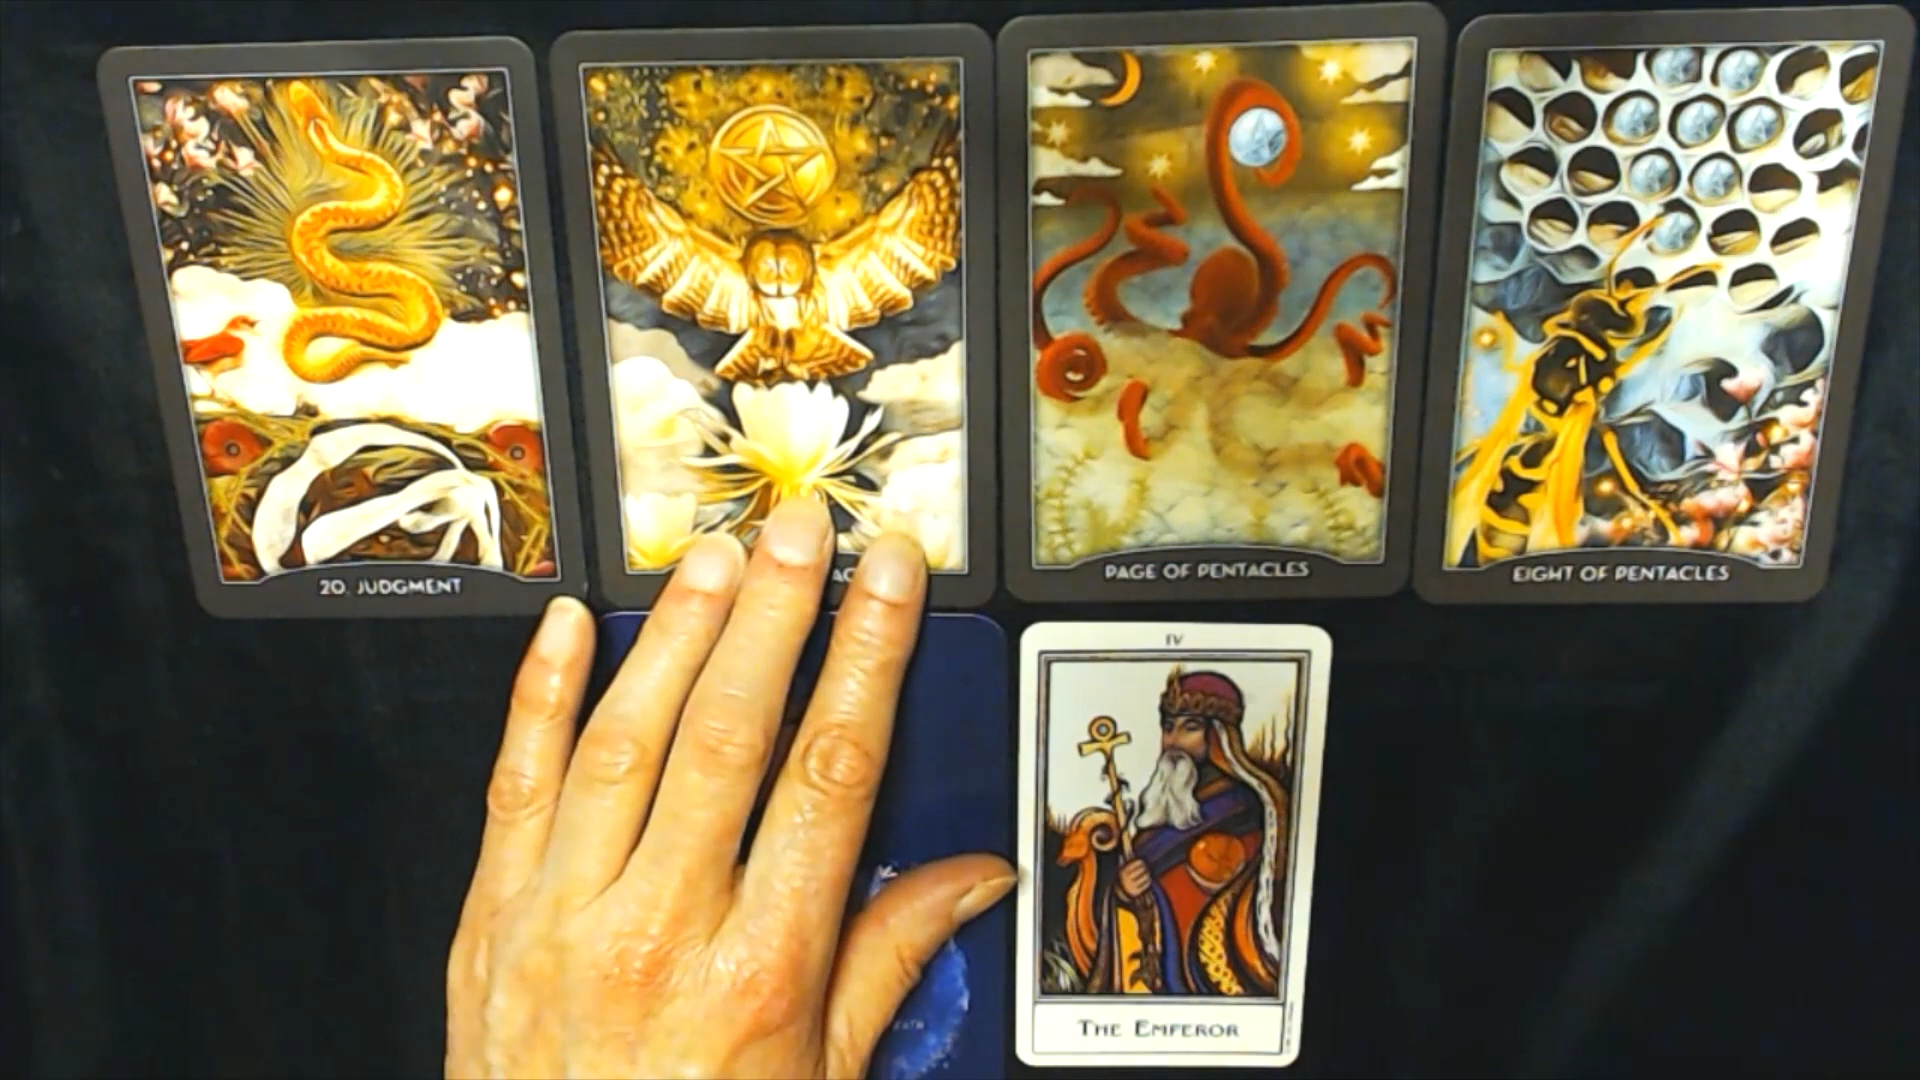 20. JUDGMENT
PAGE OF PENTACLES
EIGHT OF PENTACLES
IV
THE EMPEROR